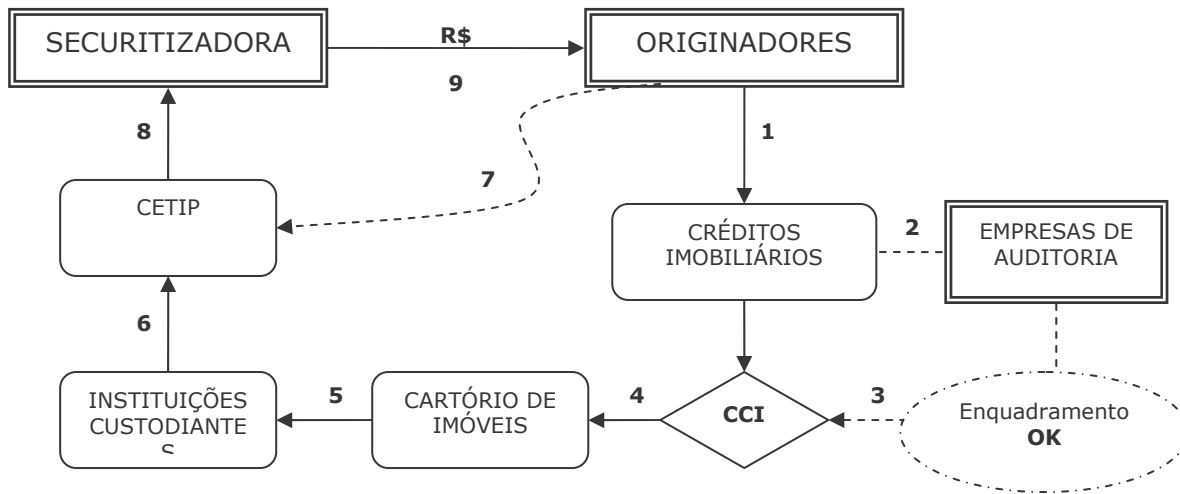 SECURITIZADORA
R$
ORIGINADORES
9
8
1
7
CETIP
CRÉDITOS
IMOBILIÁRIOS
2
EMPRESAS DE
AUDITORIA
6
INSTITUIÇÕES
CUSTODIANTE
S
5
CARTÓRIO DE
IMÓVEIS
4
CCI
3
Enquadramento
OK